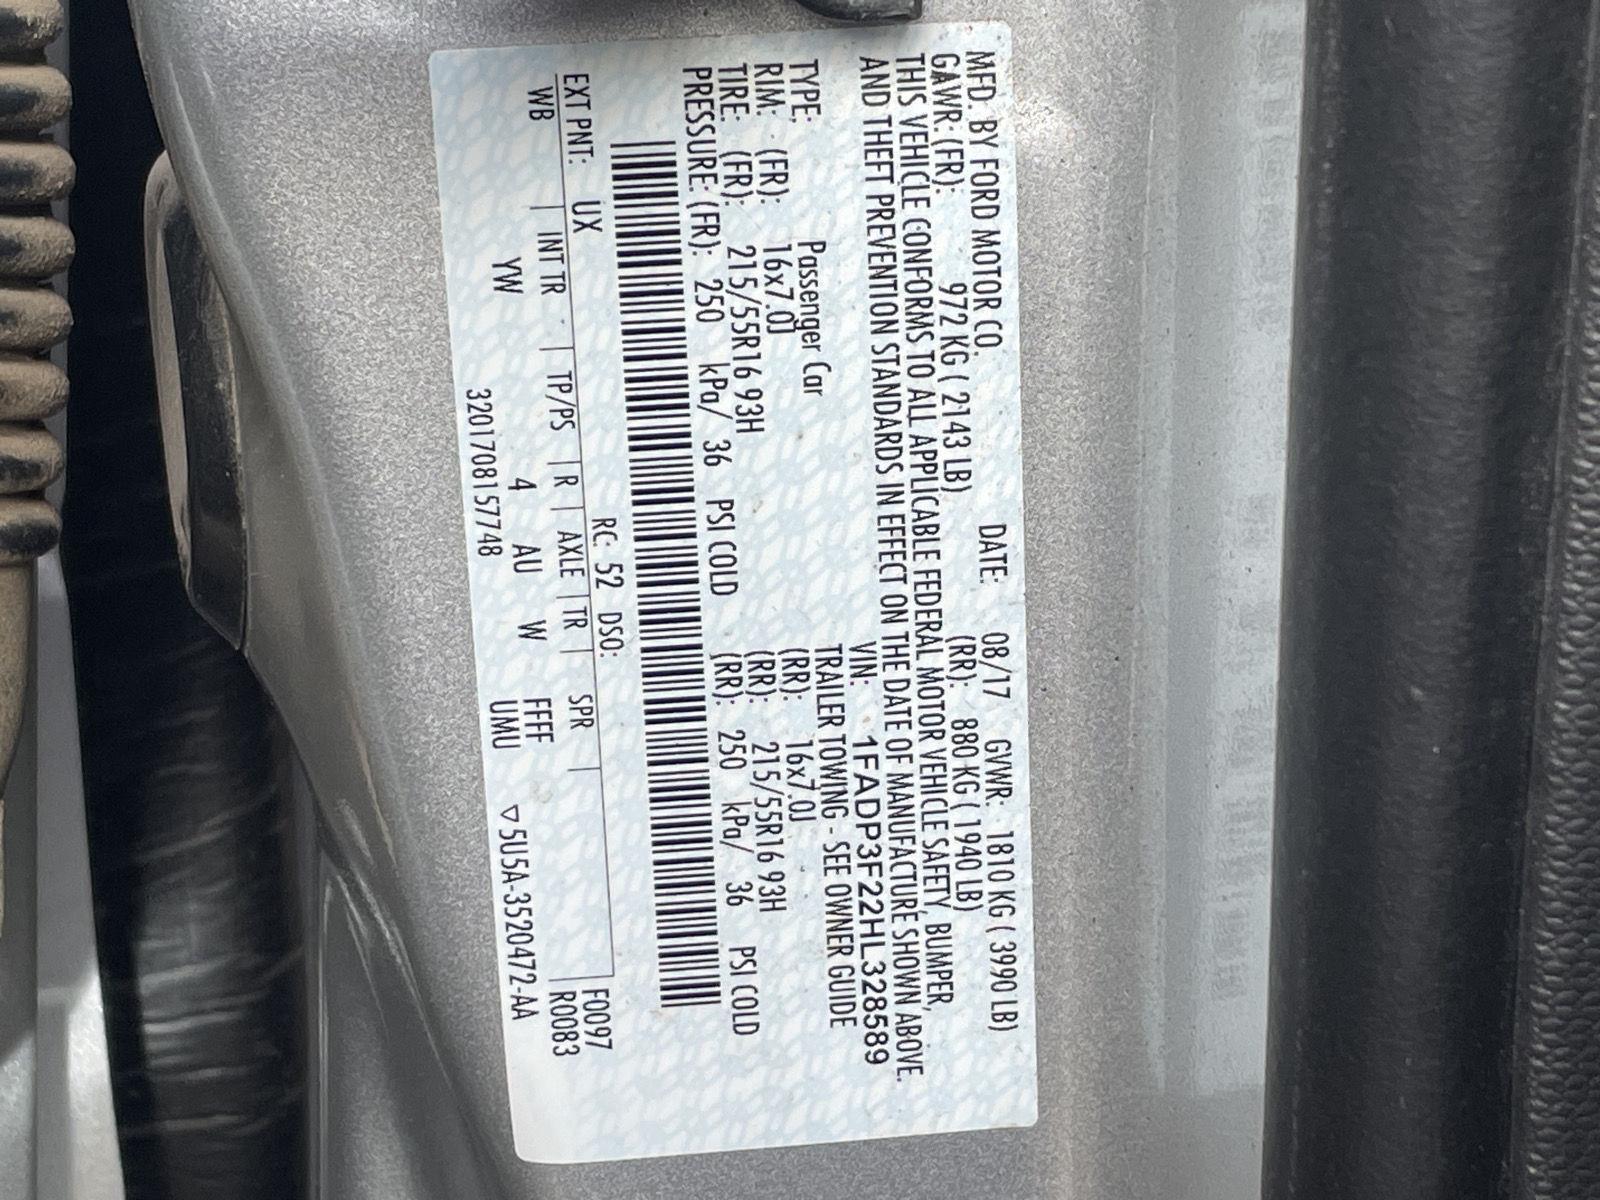 MFD. BY FORD MOTOR CO. DATE: 08/17 GVWR: 1810 KG ( 3990 LB)
GAWR: (FR): 972 KG ( 2143 LB) (RR): 880 KG ( 1940 LB)
THIS VEHICLE CONFORMS TO ALL APPLICABLE FEDERAL MOTOR VEHICLE SAFETY, BUMPER,
AND THEFT PREVENTION STANDARDS IN EFFECT ON THE DATE OF MANUFACTURE SHOWN ABOVE.
VIN: 1FADP3F22HL328589
TYPE: Passenger Car TRAILER TOWING - SEE OWNER GUIDE
RIM: (FR): 16x7.0J (RR): 16x7.0J
TIRE: (FR): 215/55R16 93H (RR): 215/55R16 93H
PRESSURE: (FR): 250 kPa/ 36 PSI COLD (RR): 250 kPa/ 36 PSI COLD
EXT PNT: UX RC: 52 DSO: F0097
WB | INT TR | TP/PS | R | AXLE | TR | SPR | R0083
YW 4 AU W FFFF
UMU
3201708157748 ▽5U5A-3520472-AA